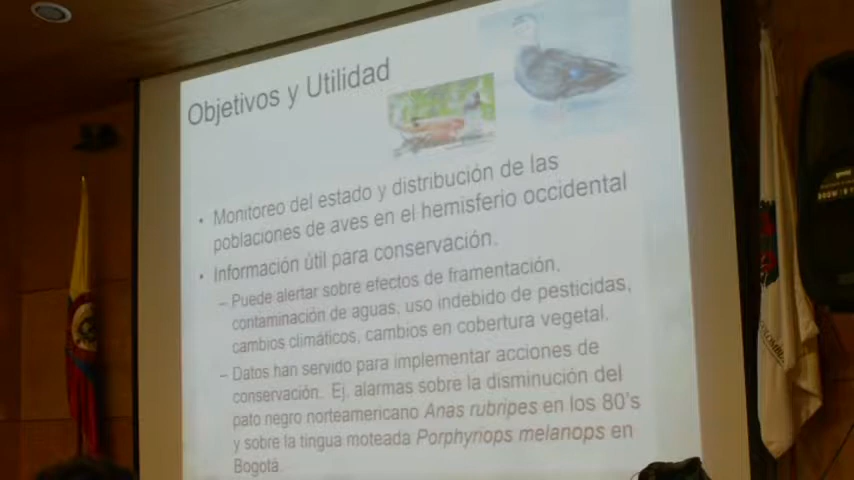 Objetivos y Utilidad
• Monitoreo del estado y distribución de las
poblaciones de aves en el hemisferio occidental
• Información útil para conservación.
– Puede alertar sobre efectos de framentación,
contaminación de aguas, uso indebido de pesticidas,
cambios climáticos, cambios en cobertura vegetal.
– Datos han servido para implementar acciones de
conservación. Ej. alarmas sobre la disminución del
pato negro norteamericano Anas rubripes en los 80's
y sobre la tingua moteada Porphyriops melanops en
Bogotá.